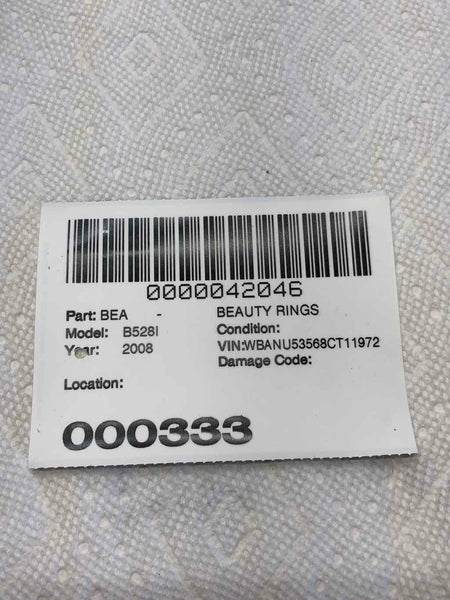 0000042046
Part: BEA - BEAUTY RINGS
Model: B528I Condition:
Year: 2008 VIN:WBANU53568CT11972
Damage Code:
Location:
000333